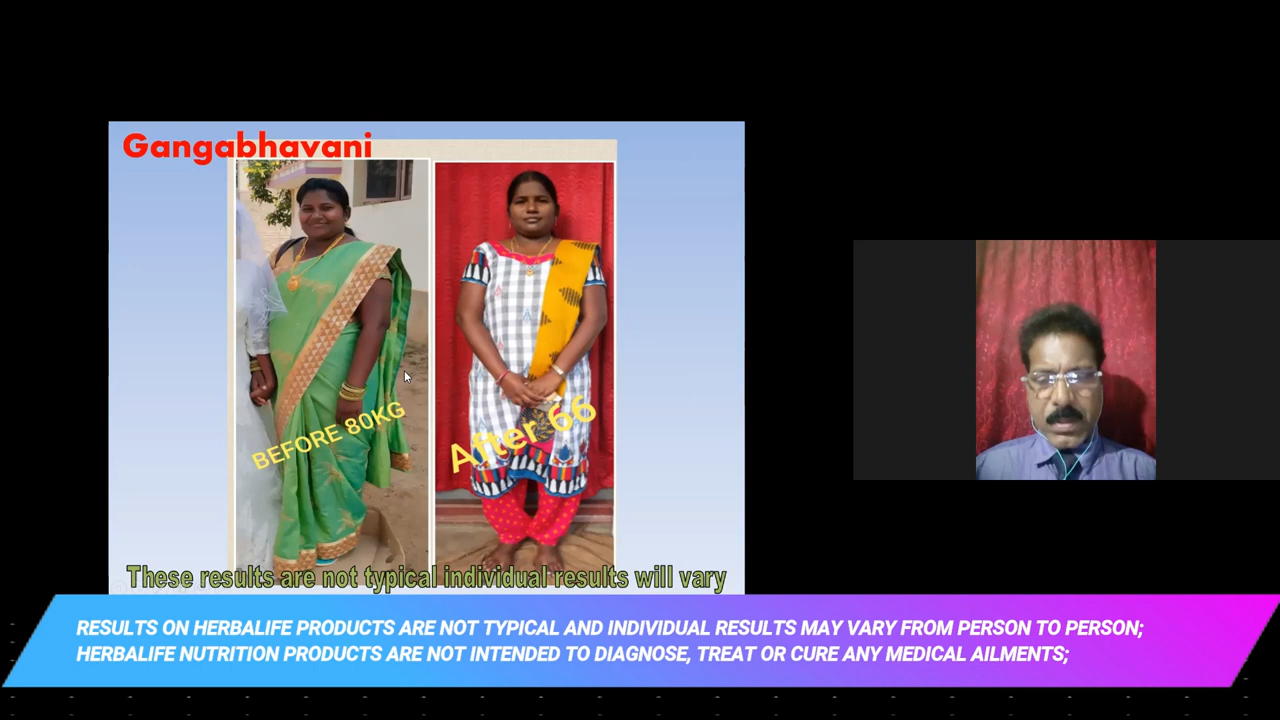 Gangabhavani
BEFORE 80KG
After 66
These results are not typical individual results will vary
RESULTS ON HERBALIFE PRODUCTS ARE NOT TYPICAL AND INDIVIDUAL RESULTS MAY VARY FROM PERSON TO PERSON;
HERBALIFE NUTRITION PRODUCTS ARE NOT INTENDED TO DIAGNOSE, TREAT OR CURE ANY MEDICAL AILMENTS;